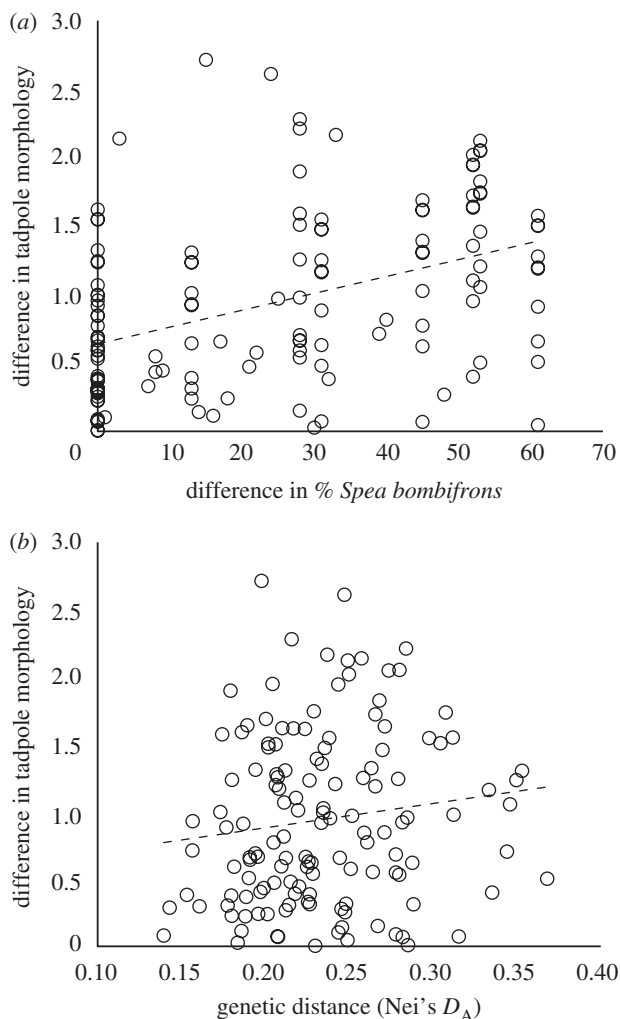 (a)
3.0
2.5
2.0
1.5
1.0
0.5
0 10 20 30 40 50 60 70
difference in tadpole morphology
difference in % Spea bombifrons
(b)
3.0
2.5
2.0
1.5
1.0
0.5
0
0.10 0.20 0.20 0.25 0.30 0.35 0.40
difference in tadpole morphology
genetic distance (Nei's DA)